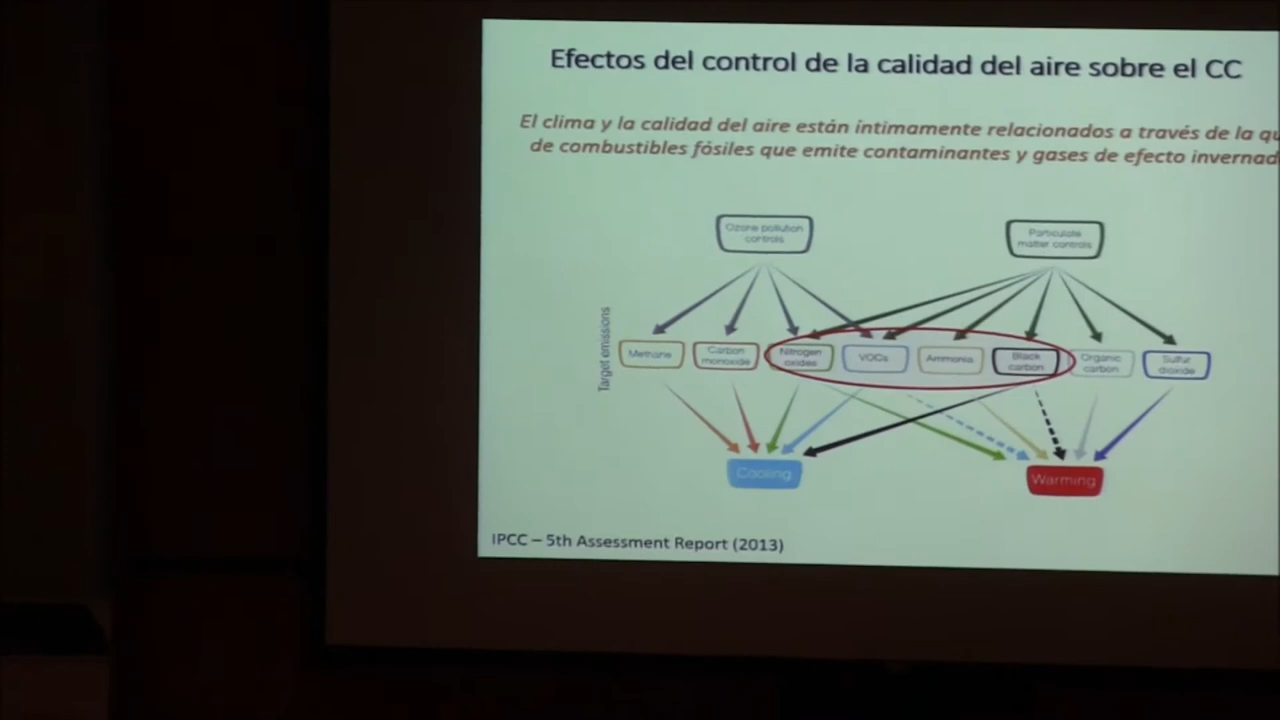 Efectos del control de la calidad del aire sobre el CC
El clima y la calidad del aire están íntimamente relacionados a través de la
de combustibles fósiles que emite contaminantes y gases de efecto
Ozone pollution
controls
Particulate
matter controls
Target emissions
Methane
Carbon
monoxide
Nitrogen
oxides
VOCs
Ammonia
Black
carbon
Organic
carbon
Sulfur
dioxide
Cooling
Warming
IPCC – 5th Assessment Report (2013)